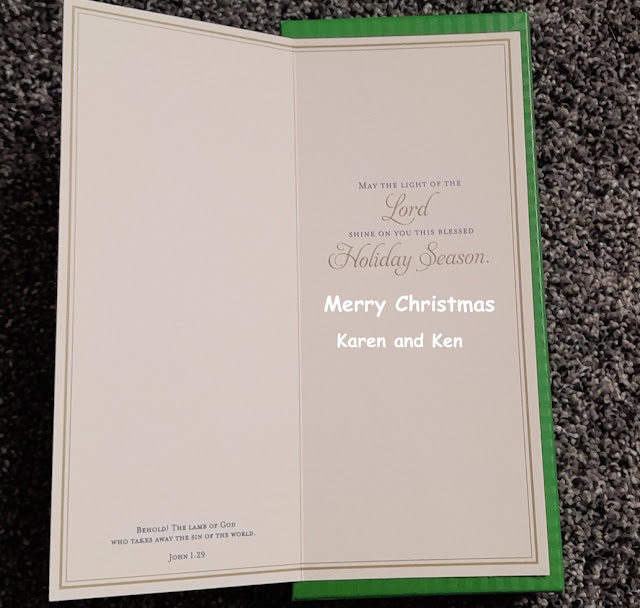 Behold! The lamb of God
who takes away the sin of the world.
John 1:29
May the light of the
Lord
shine on you this blessed
Holiday Season.
Merry Christmas
Karen and Ken